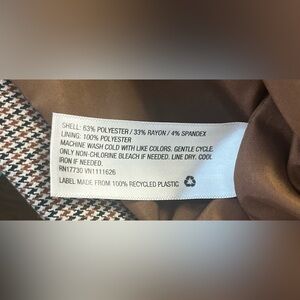 SHELL: 63% POLYESTER / 33% RAYON / 4% SPANDEX
LINING: 100% POLYESTER
MACHINE WASH COLD WITH LIKE COLORS. GENTLE CYCLE.
ONLY NON-CHLORINE BLEACH IF NEEDED. LINE DRY. COOL
IRON IF NEEDED.
RN17730 VN1111626
LABEL MADE FROM 100% RECYCLED PLASTIC